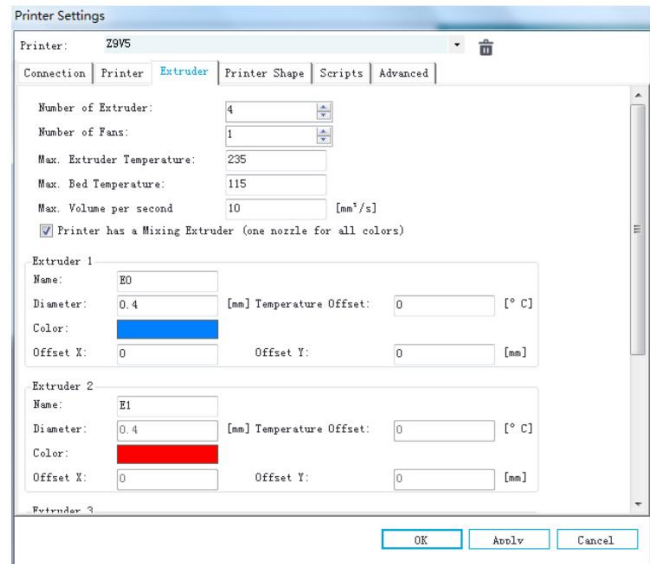 Printer Settings
Printer: Z9V5
Connection Printer Extruder Printer Shape Scripts Advanced
Number of Extruder: 4
Number of Fans: 1
Max. Extruder Temperature: 235
Max. Bed Temperature: 115
Max. Volume per second 10 [mm³/s]
Printer has a Mixing Extruder (one nozzle for all colors)
Extruder 1
Name: E0
Diameter: 0.4 [mm] Temperature Offset: 0 [° C]
Color:
Offset X: 0 Offset Y: 0 [mm]
Extruder 2
Name: E1
Diameter: 0.4 [mm] Temperature Offset: 0 [° C]
Color:
Offset X: 0 Offset Y: 0 [mm]
Extruder 3
OK Apply Cancel